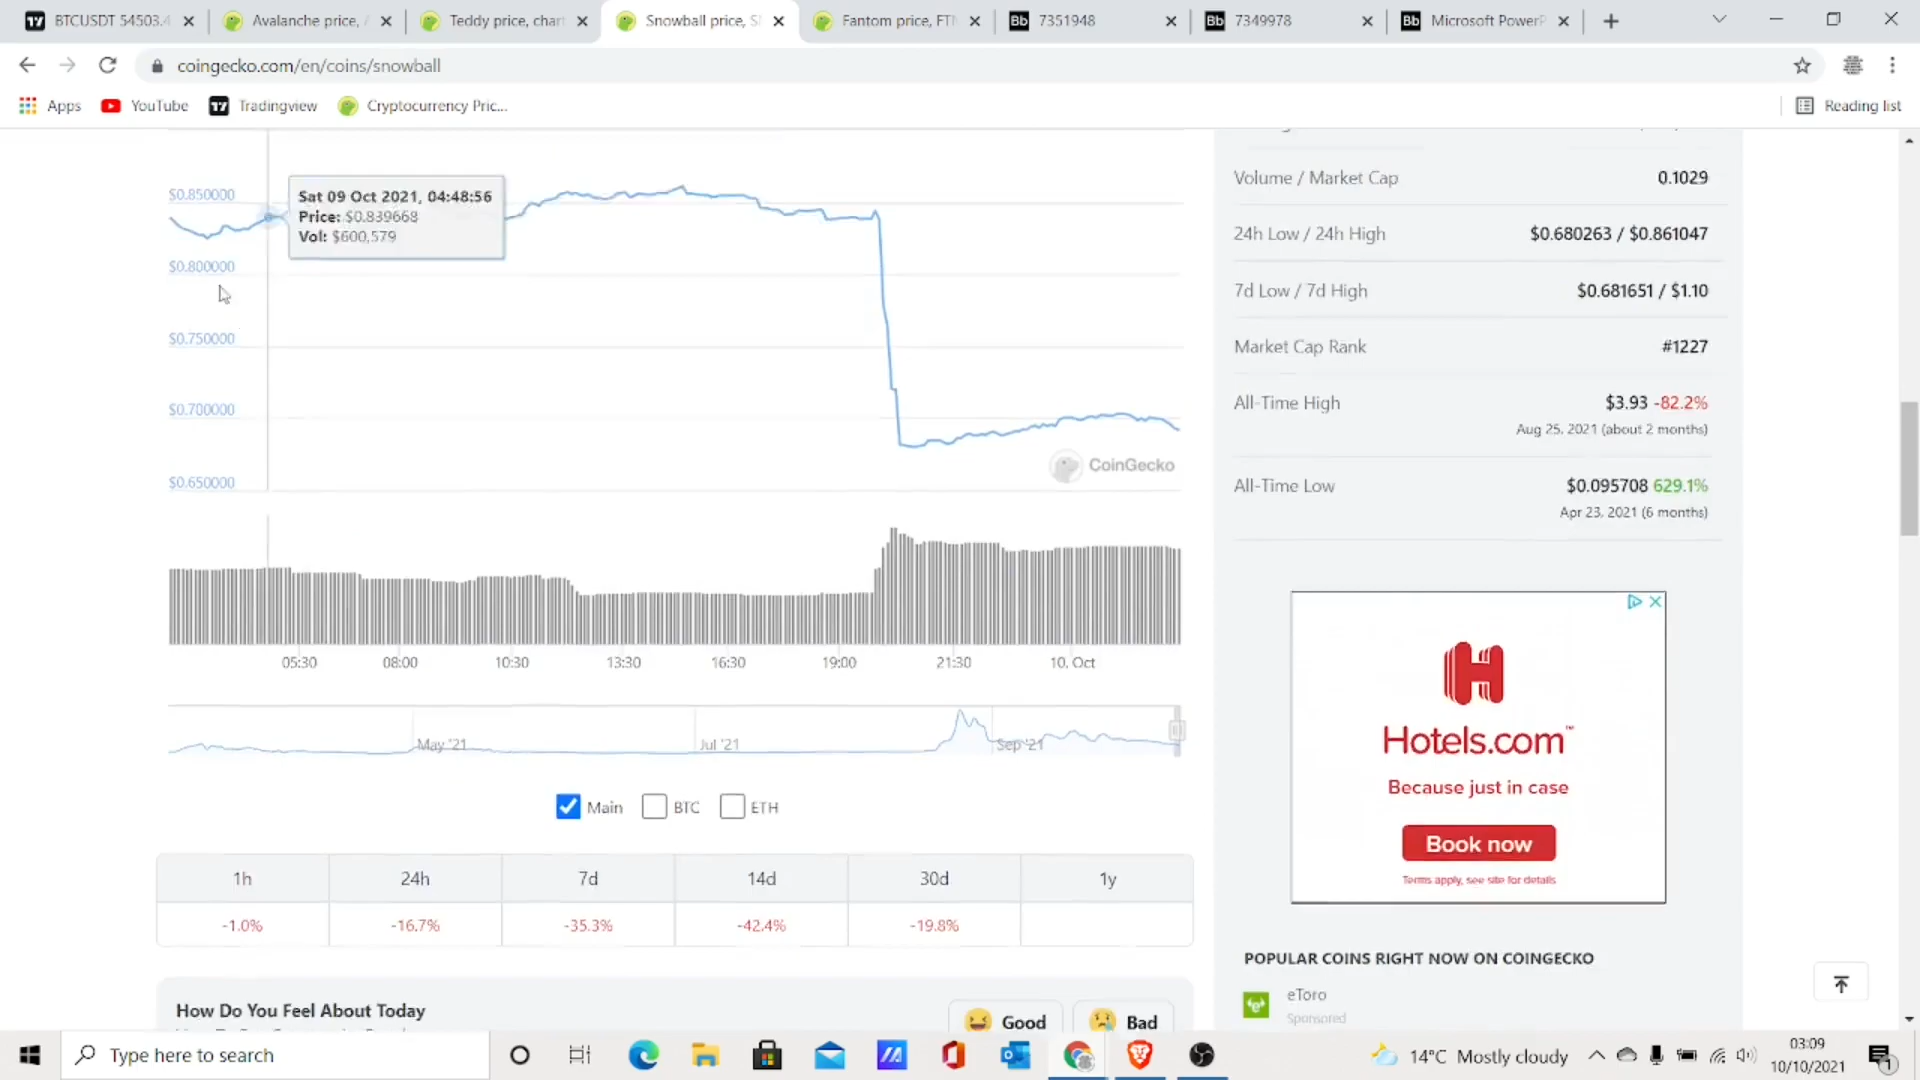 BTCUSDT 54503.4
Avalanche price,
Teddy price, chart
Snowball price, S
Fantom price, FT
Bb 7351948
Bb 7349978
Bb Microsoft PowerP
coingecko.com/en/coins/snowball
Apps
YouTube
Tradingview
Cryptocurrency Pric...
Reading list
$0.850000
$0.800000
$0.750000
$0.700000
$0.650000
Sat 09 Oct 2021, 04:48:56
Price: $0.839668
Vol: $600,579
CoinGecko
05:30 08:00 10:30 13:30 16:30 19:00 21:30 10. Oct
May '21 Jul '21 Sep '21
Main BTC ETH
1h 24h 7d 14d 30d 1y
-1.0% -16.7% -35.3% -42.4% -19.8%
How Do You Feel About Today
Good Bad
Volume / Market Cap 0.1029
24h Low / 24h High $0.680263 / $0.861047
7d Low / 7d High $0.681651 / $1.10
Market Cap Rank #1227
All-Time High $3.93 -82.2%
Aug 25, 2021 (about 2 months)
All-Time Low $0.095708 629.1%
Apr 23, 2021 (6 months)
Hotels.com™
Because just in case
Book now
Terms apply, see site for details
POPULAR COINS RIGHT NOW ON COINGECKO
eToro
Sponsored
Type here to search
14°C Mostly cloudy
03:09
10/10/2021
1